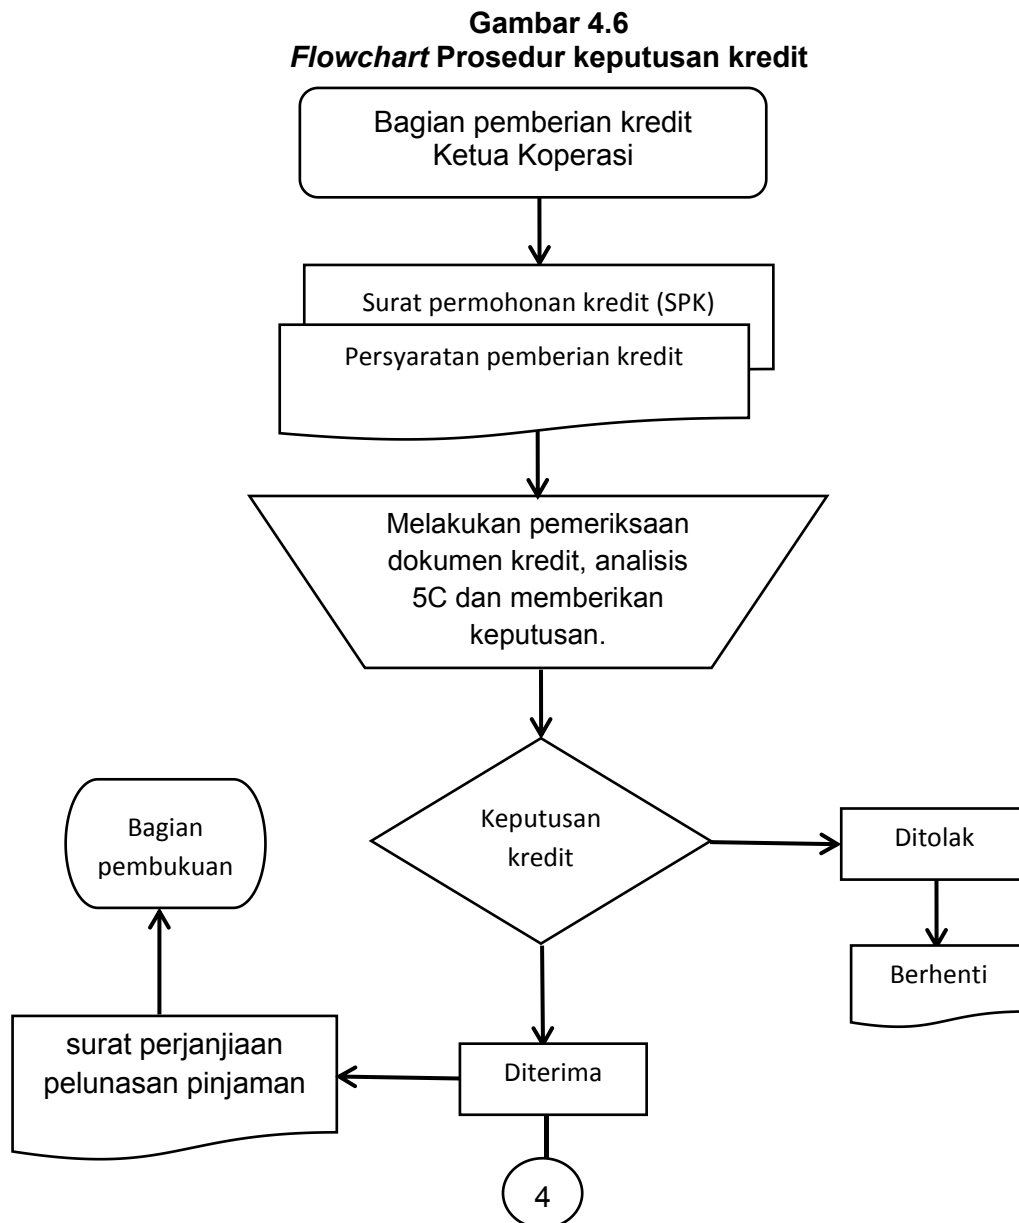 Gambar 4.6
Flowchart Prosedur keputusan kredit
Bagian pemberian kredit
Ketua Koperasi
Surat permohonan kredit (SPK)
Persyaratan pemberian kredit
Melakukan pemeriksaan
dokumen kredit, analisis
5C dan memberikan
keputusan.
Keputusan
kredit
Ditolak
Berhenti
Bagian
pembukuan
surat perjanjiaan
pelunasan pinjaman
Diterima
4